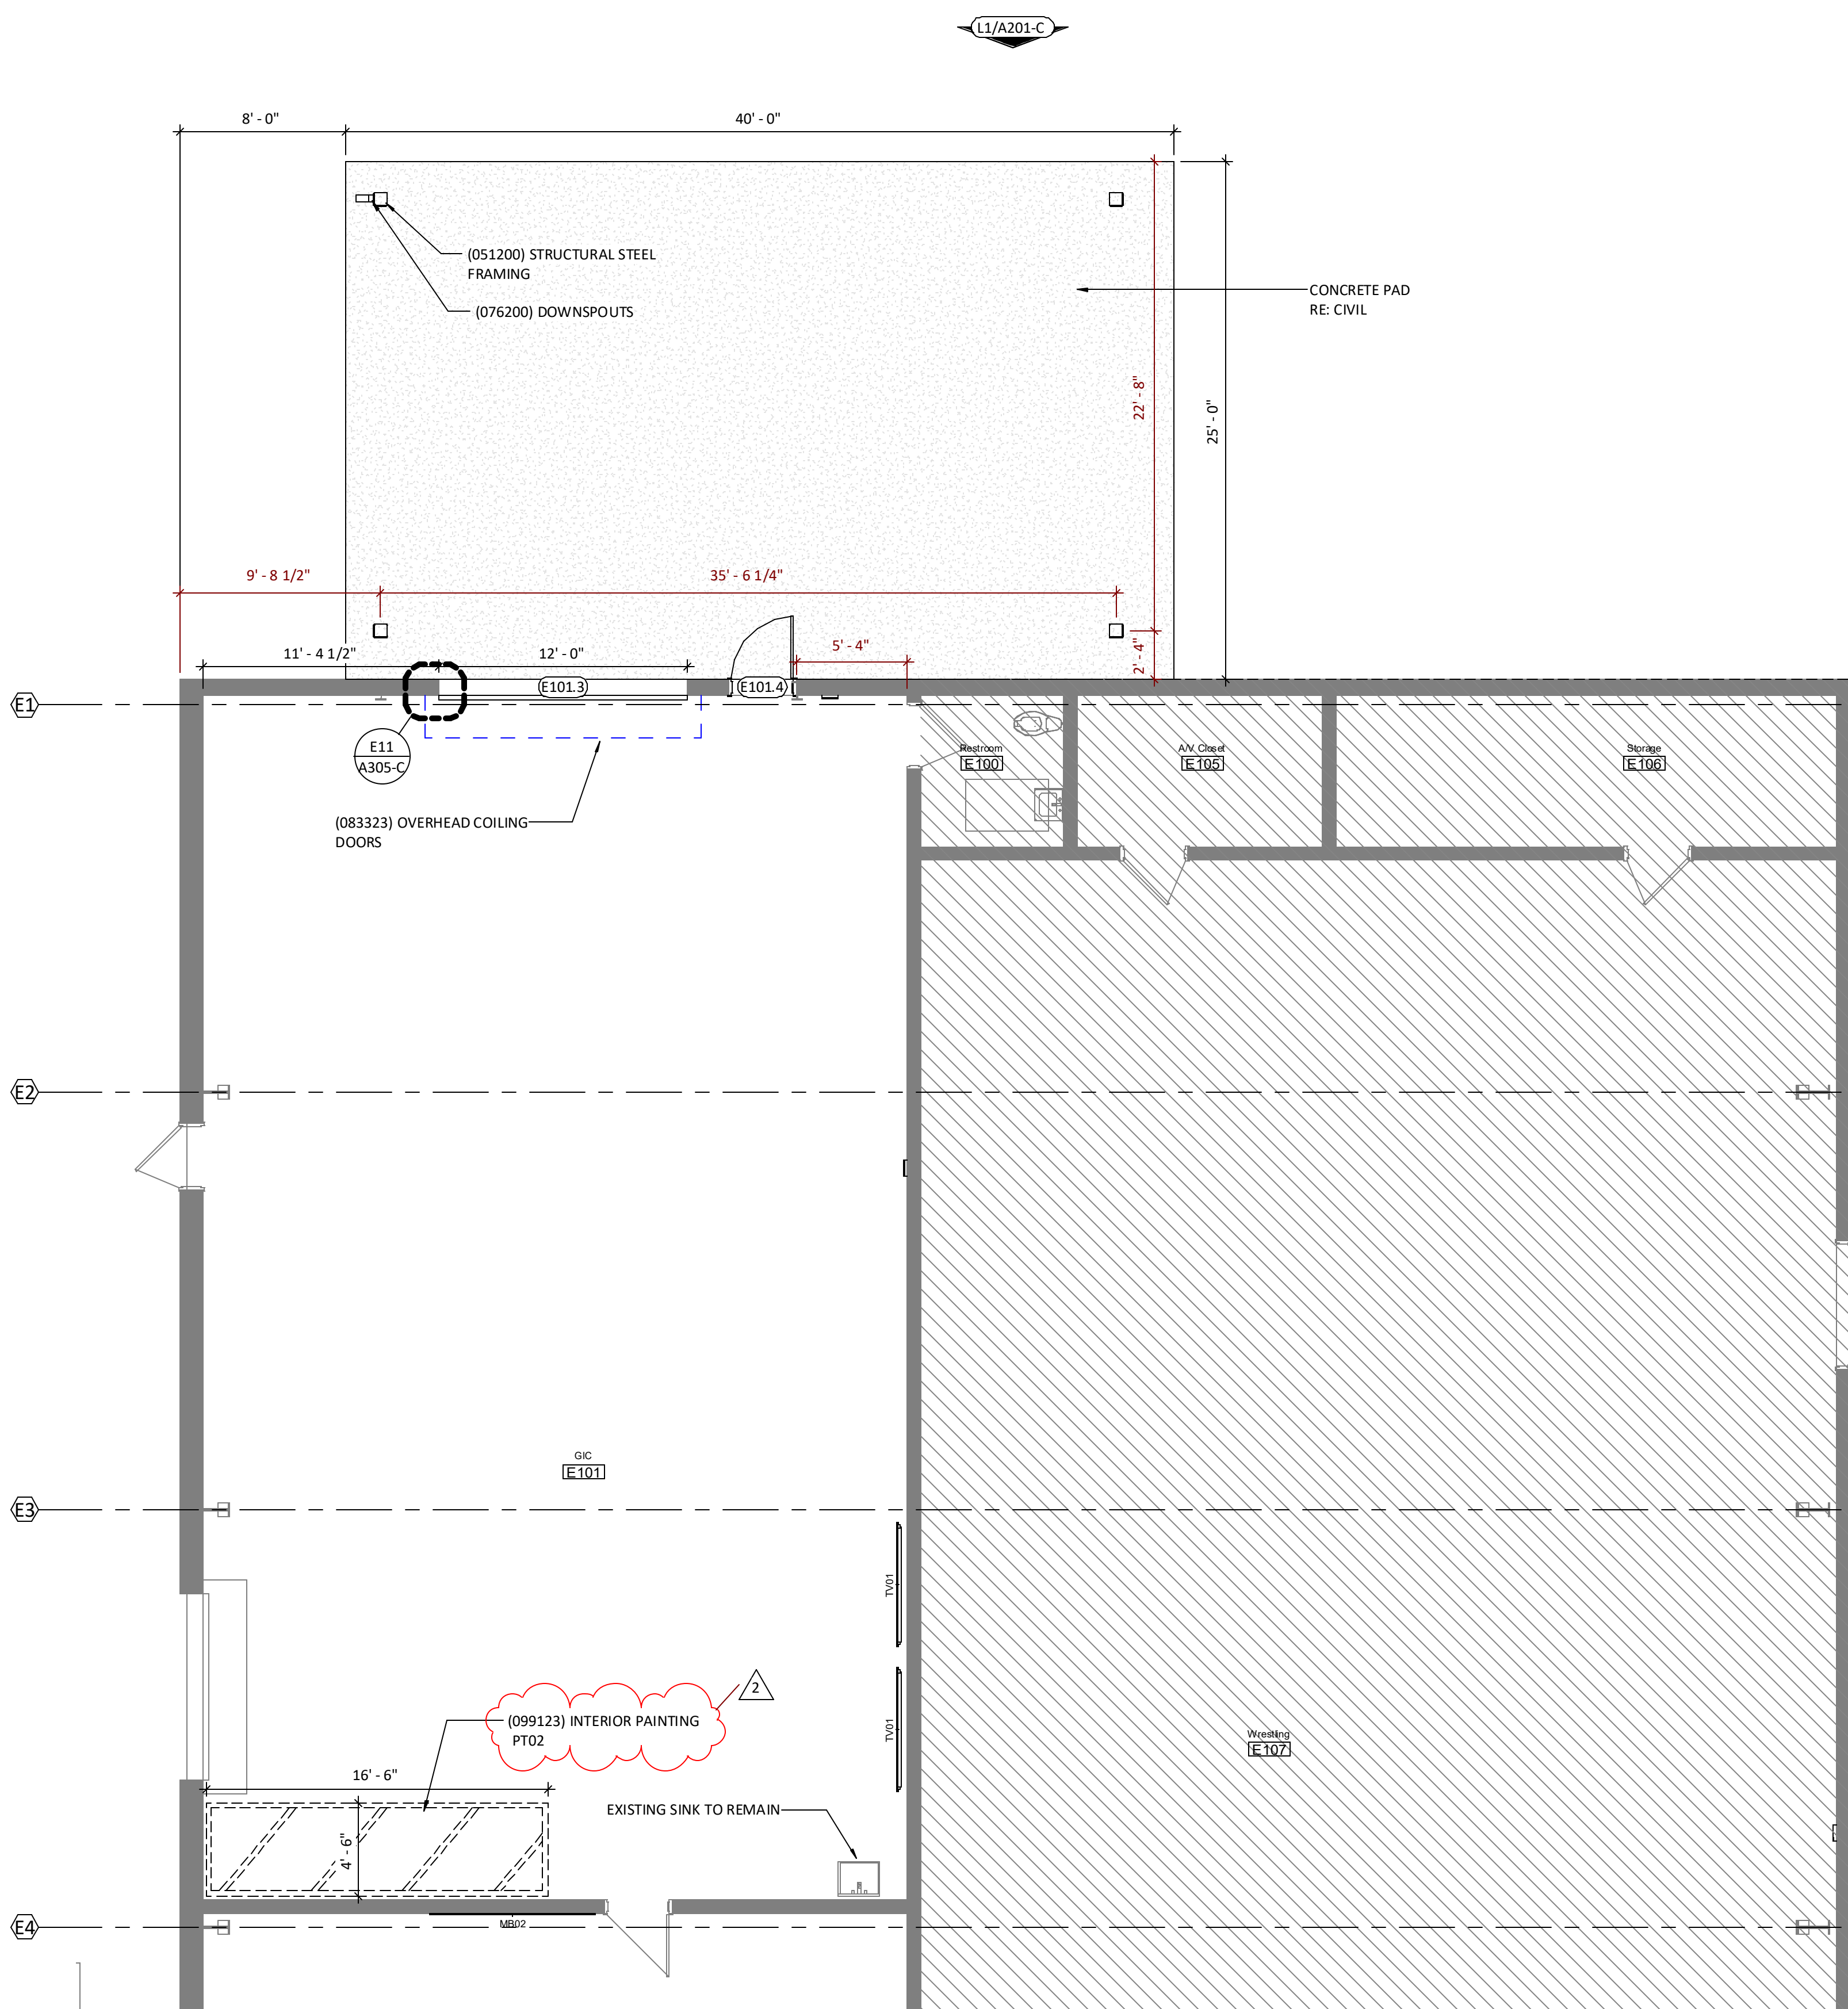 L1/A201-C
8' - 0"
40' - 0"
(051200) STRUCTURAL STEEL
FRAMING
(076200) DOWNSPOUTS
CONCRETE PAD
RE: CIVIL
22' - 8"
25' - 0"
9' - 8 1/2"
35' - 6 1/4"
11' - 4 1/2"
12' - 0"
5' - 4"
2' - 4"
E101.3
E101.4
E1
E11
A305-C
Restroom
E100
A/V Closet
E105
Storage
E106
(083323) OVERHEAD COILING
DOORS
E2
GIC
E101
E3
TV01
TV01
2
(099123) INTERIOR PAINTING
PT02
Wrestling
E107
16' - 6"
4' - 6"
EXISTING SINK TO REMAIN
MB02
E4